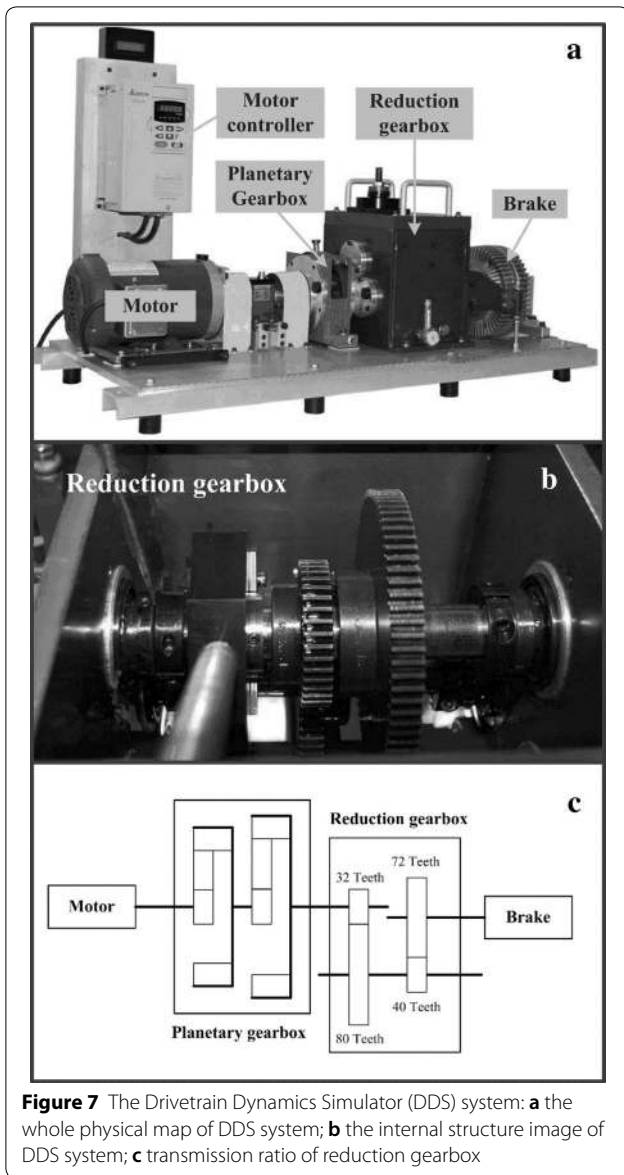 a
Motor
controller
Reduction
gearbox
Planetary
Gearbox
Brake
Motor
Reduction gearbox
b
c
Reduction gearbox
72 Teeth
32 Teeth
Motor
Brake
40 Teeth
Planetary gearbox
80 Teeth
Figure 7 The Drivetrain Dynamics Simulator (DDS) system: a the
whole physical map of DDS system; b the internal structure image of
DDS system; c transmission ratio of reduction gearbox